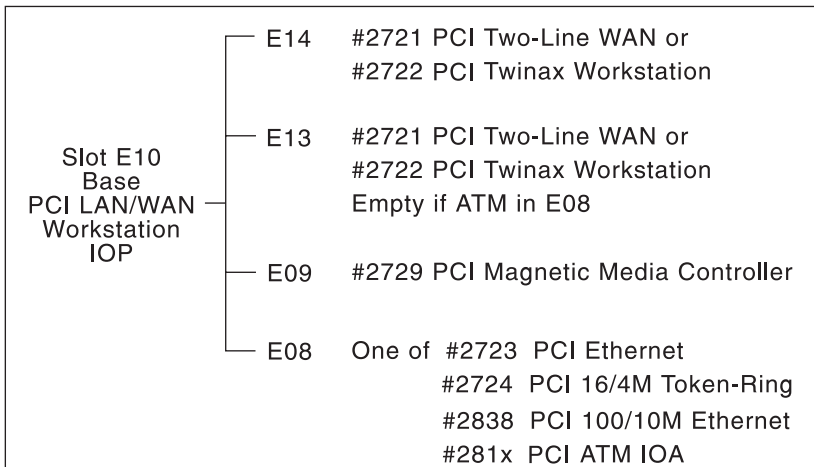 E14 #2721 PCI Two-Line WAN or
#2722 PCI Twinax Workstation
E13 #2721 PCI Two-Line WAN or
#2722 PCI Twinax Workstation
Empty if ATM in E08
Slot E10
Base
PCI LAN/WAN
Workstation
IOP
E09 #2729 PCI Magnetic Media Controller
E08 One of #2723 PCI Ethernet
#2724 PCI 16/4M Token-Ring
#2838 PCI 100/10M Ethernet
#281x PCI ATM IOA